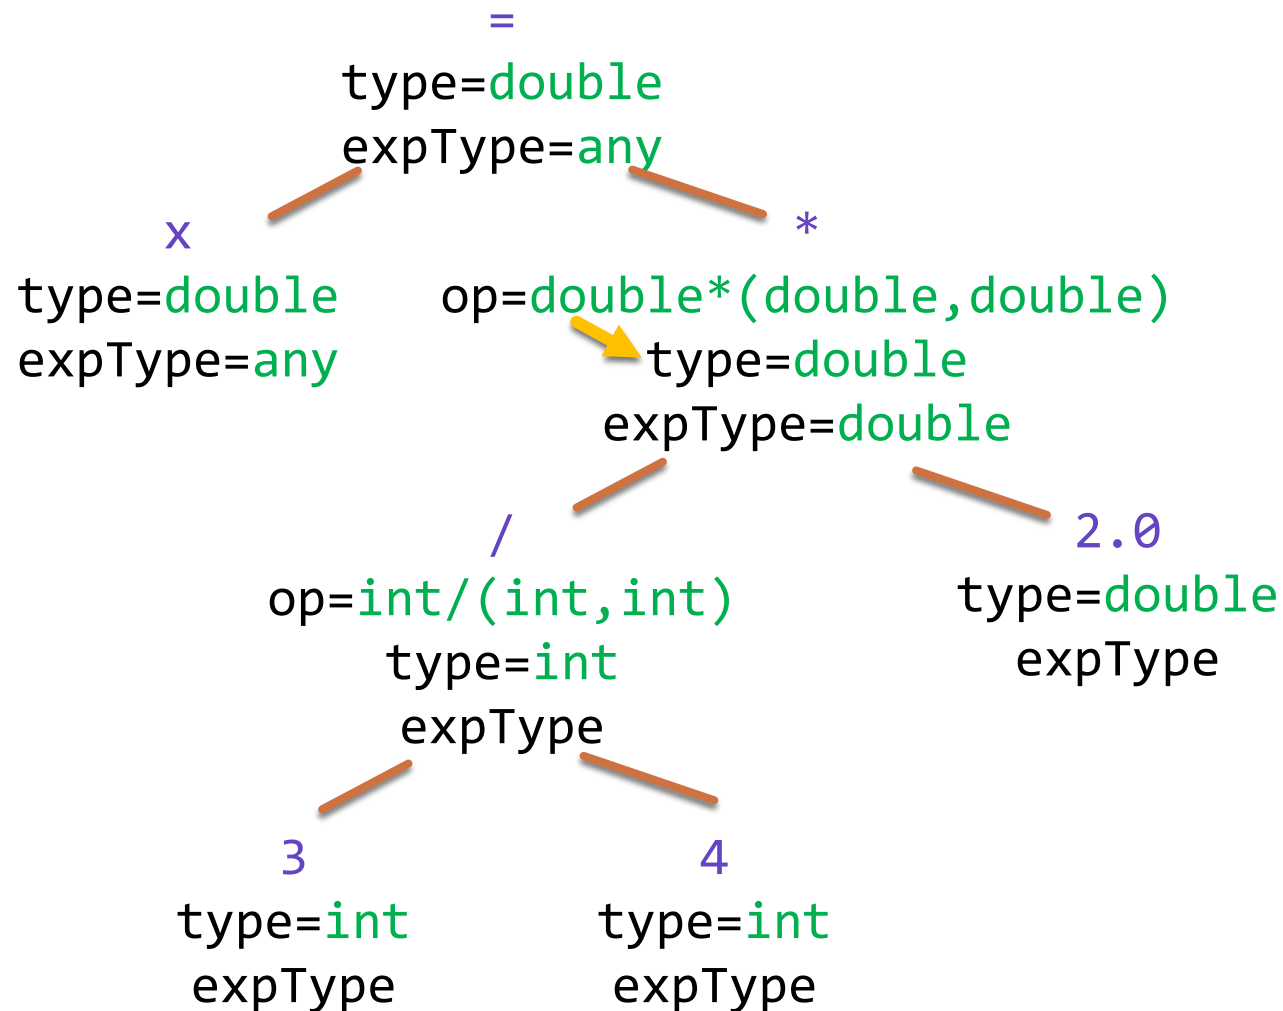 =
type=double
expType=any
x
type=double
expType=any
*
op=double*(double,double)
type=double
expType=double
/
op=int/(int,int)
type=int
expType
2.0
type=double
expType
3
type=int
expType
4
type=int
expType